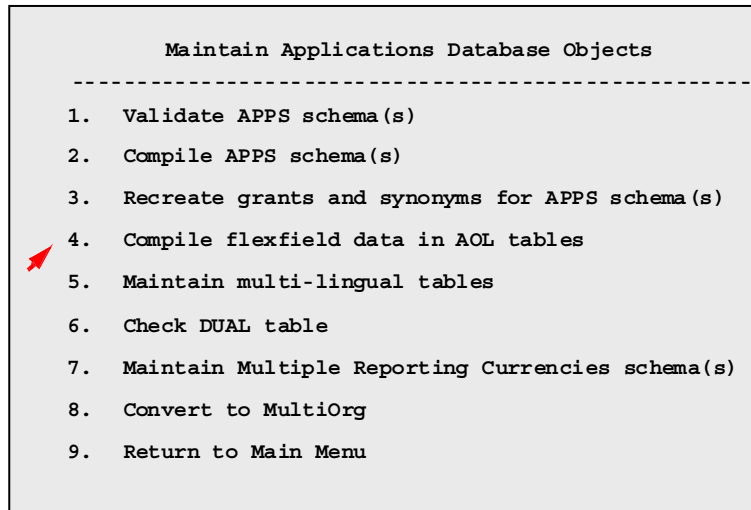 Maintain Applications Database Objects
-----------------------------------------------------
1. Validate APPS schema(s)
2. Compile APPS schema(s)
3. Recreate grants and synonyms for APPS schema(s)
4. Compile flexfield data in AOL tables
5. Maintain multi-lingual tables
6. Check DUAL table
7. Maintain Multiple Reporting Currencies schema(s)
8. Convert to MultiOrg
9. Return to Main Menu